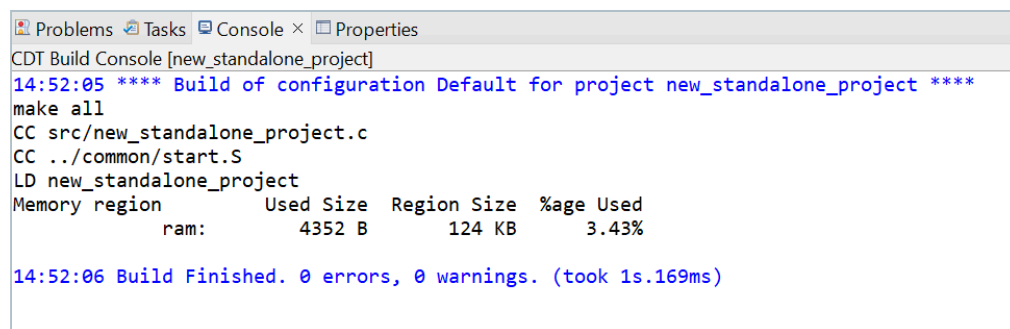 Problems Tasks Console × Properties
CDT Build Console [new_standalone_project]
14:52:05 **** Build of configuration Default for project new_standalone_project ****
make all
CC src/new_standalone_project.c
CC ../common/start.S
LD new_standalone_project
Memory region         Used Size  Region Size  %age Used
             ram:        4352 B       124 KB      3.43%
14:52:06 Build Finished. 0 errors, 0 warnings. (took 1s.169ms)